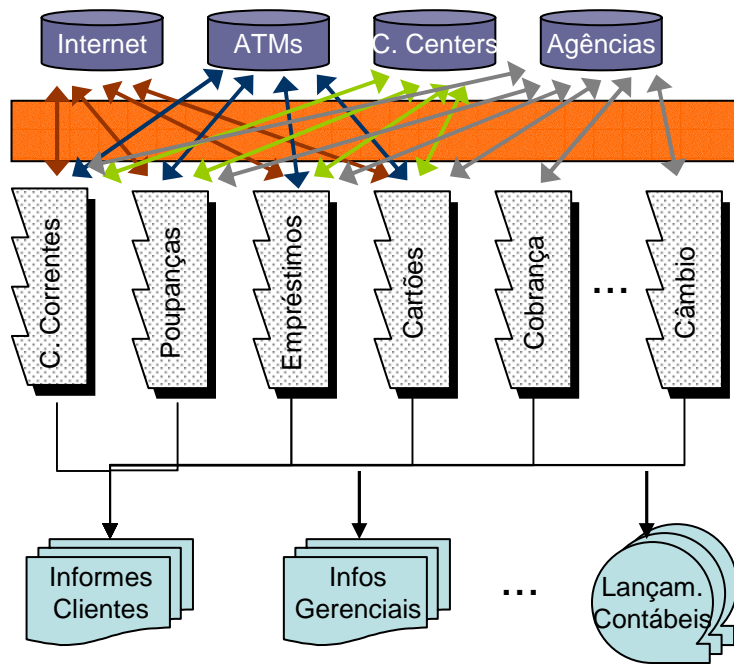 Internet
ATMs
C. Centers
Agências
C. Correntes
Poupanças
Empréstimos
Cartões
Cobrança
...
Câmbio
Informes
Clientes
Infos
Gerenciais
...
Lançam.
Contábeis